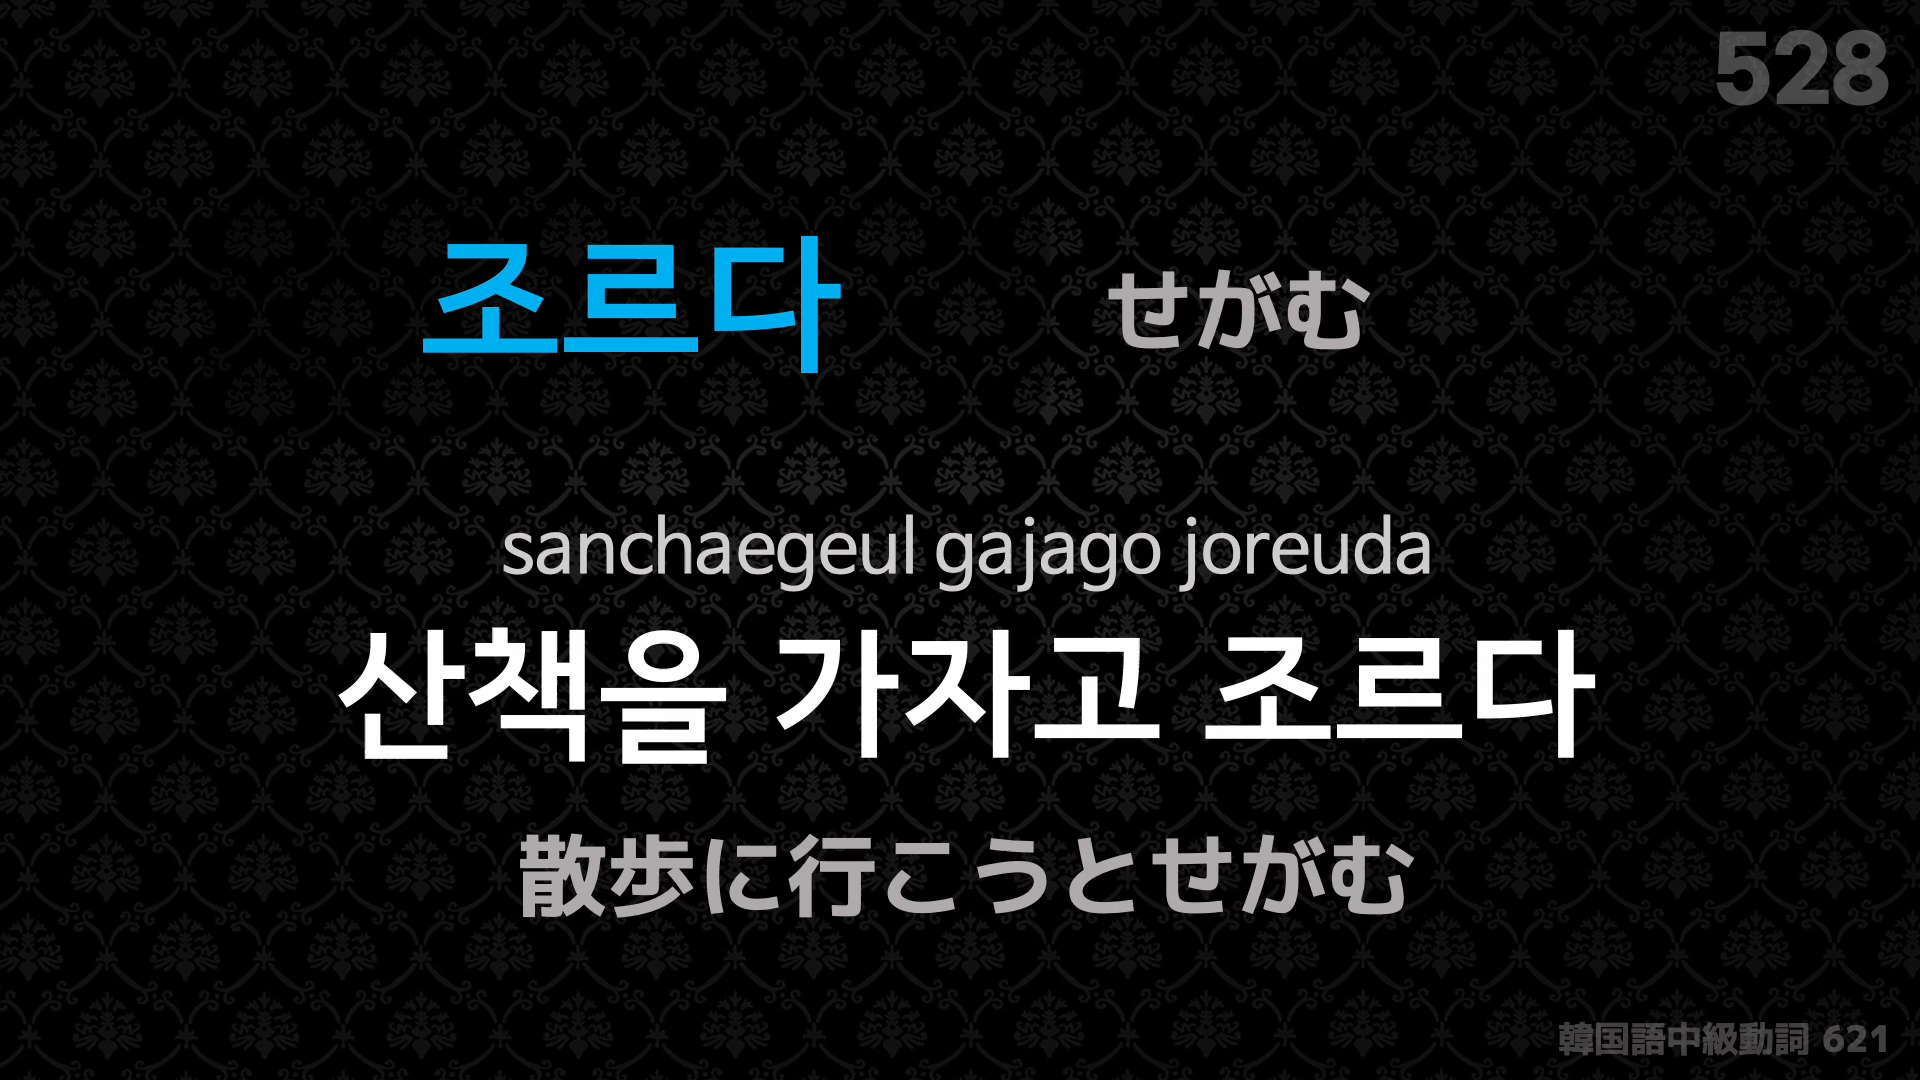 528
조르다 せがむ
sanchaegeul gajago joreuda
산책을 가자고 조르다
散歩に行こうとせがむ
韓国語中級動詞 621